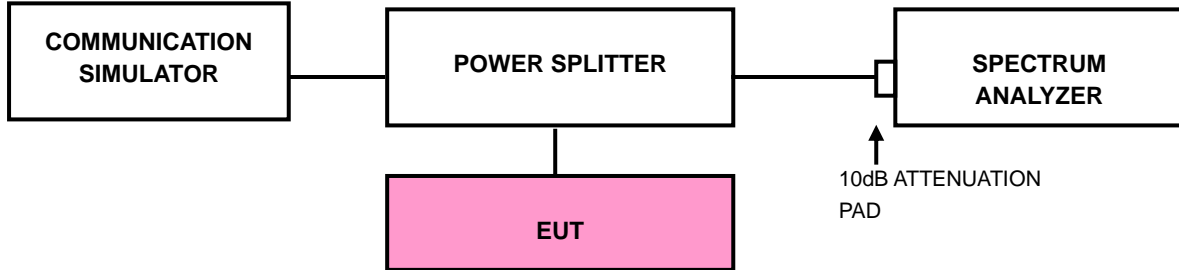 COMMUNICATION
SIMULATOR
POWER SPLITTER
SPECTRUM
ANALYZER
10dB ATTENUATION
PAD
EUT